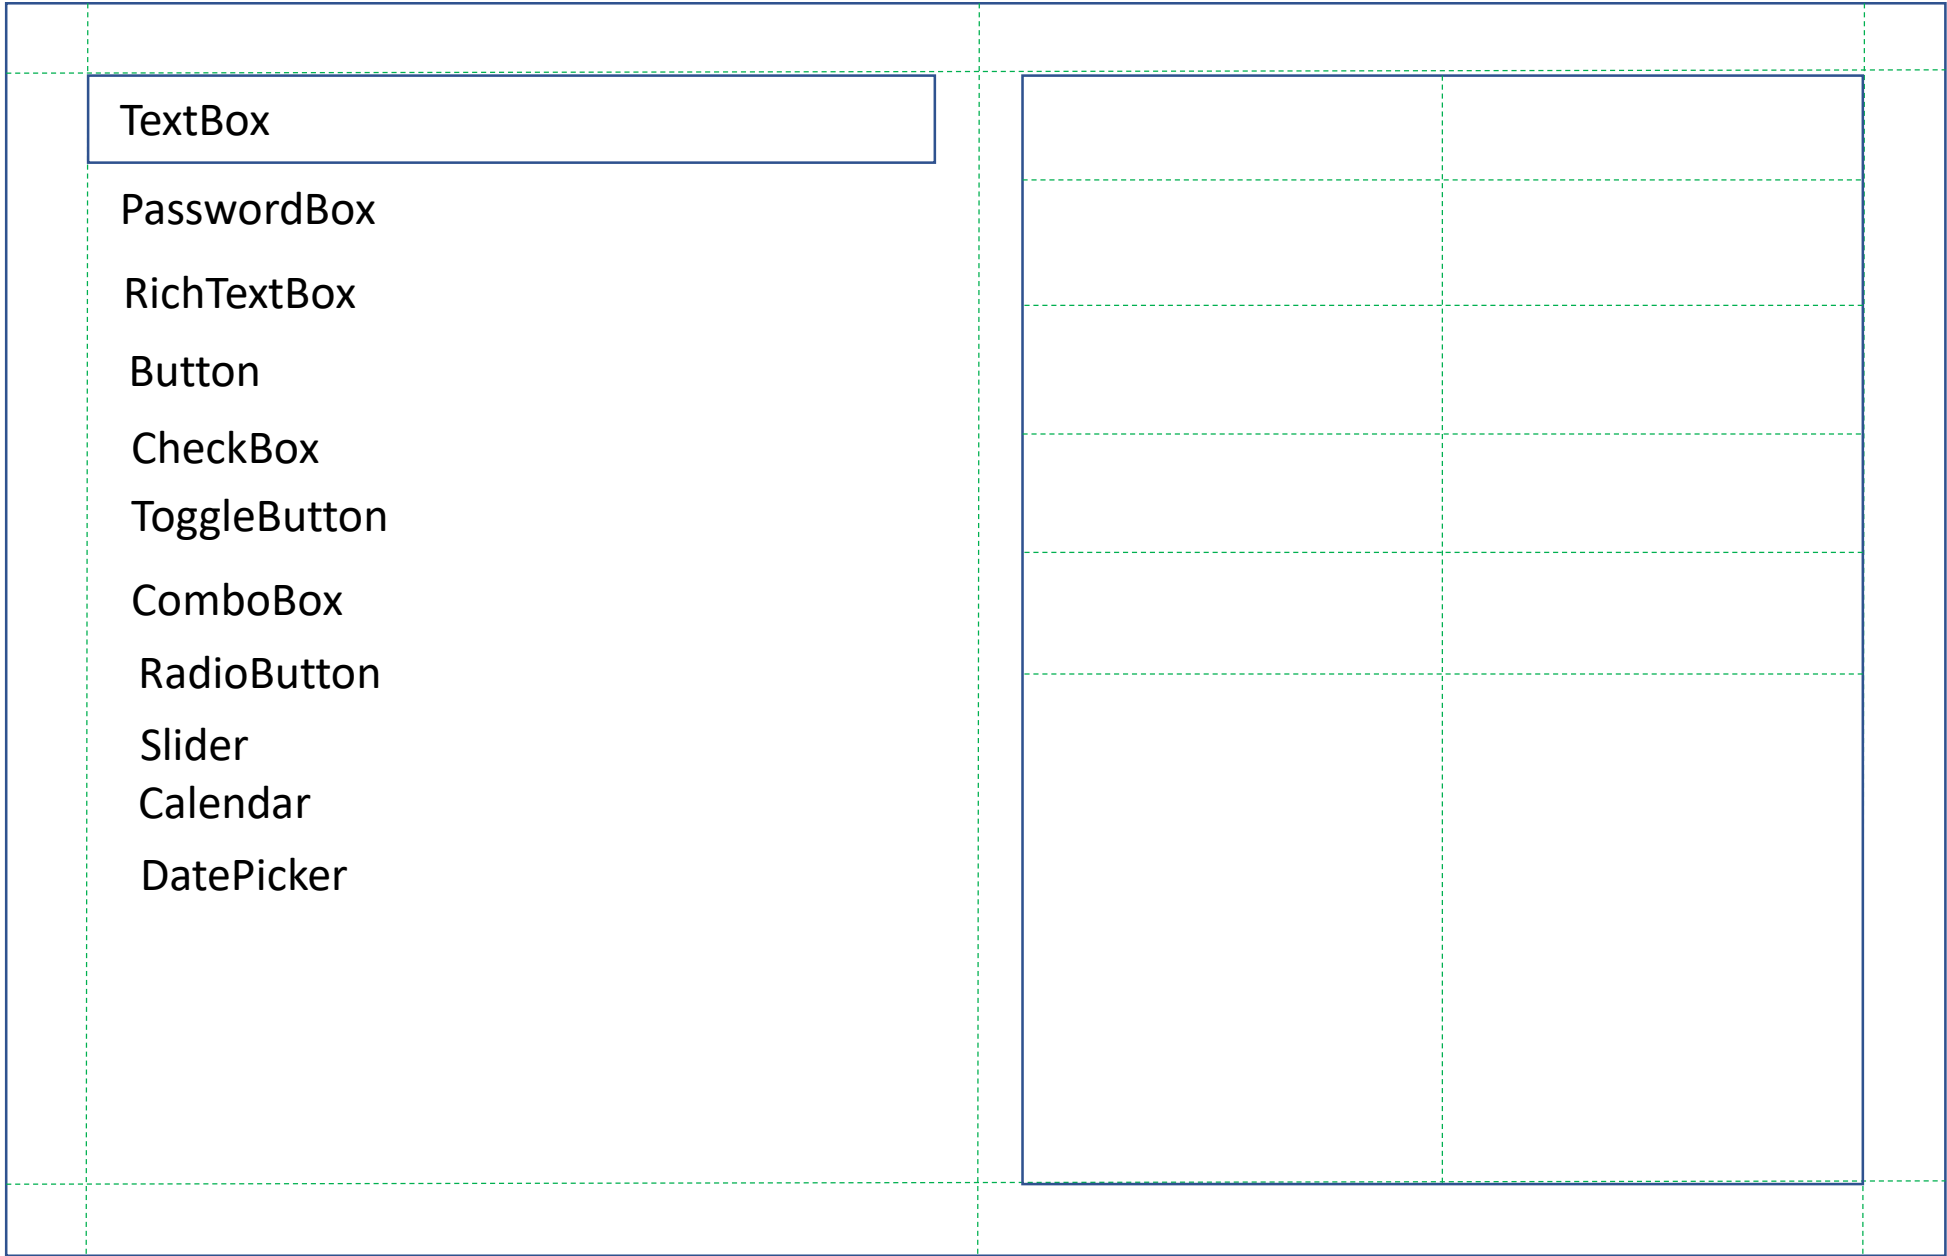 TextBox
PasswordBox
RichTextBox
Button
CheckBox
ToggleButton
ComboBox
RadioButton
Slider
Calendar
DatePicker